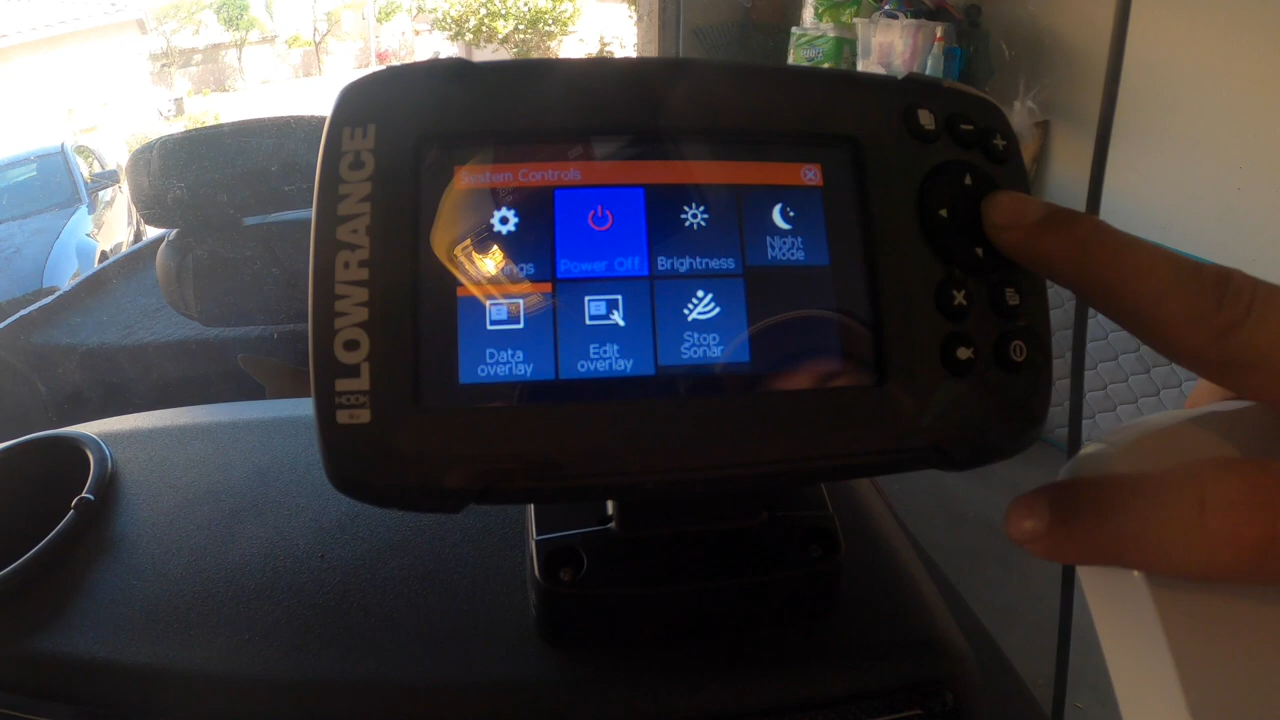 LOWRANCE
HOOK
System Controls
Power Off
Brightness
Night
Mode
Data
overlay
Edit
overlay
Stop
Sonar